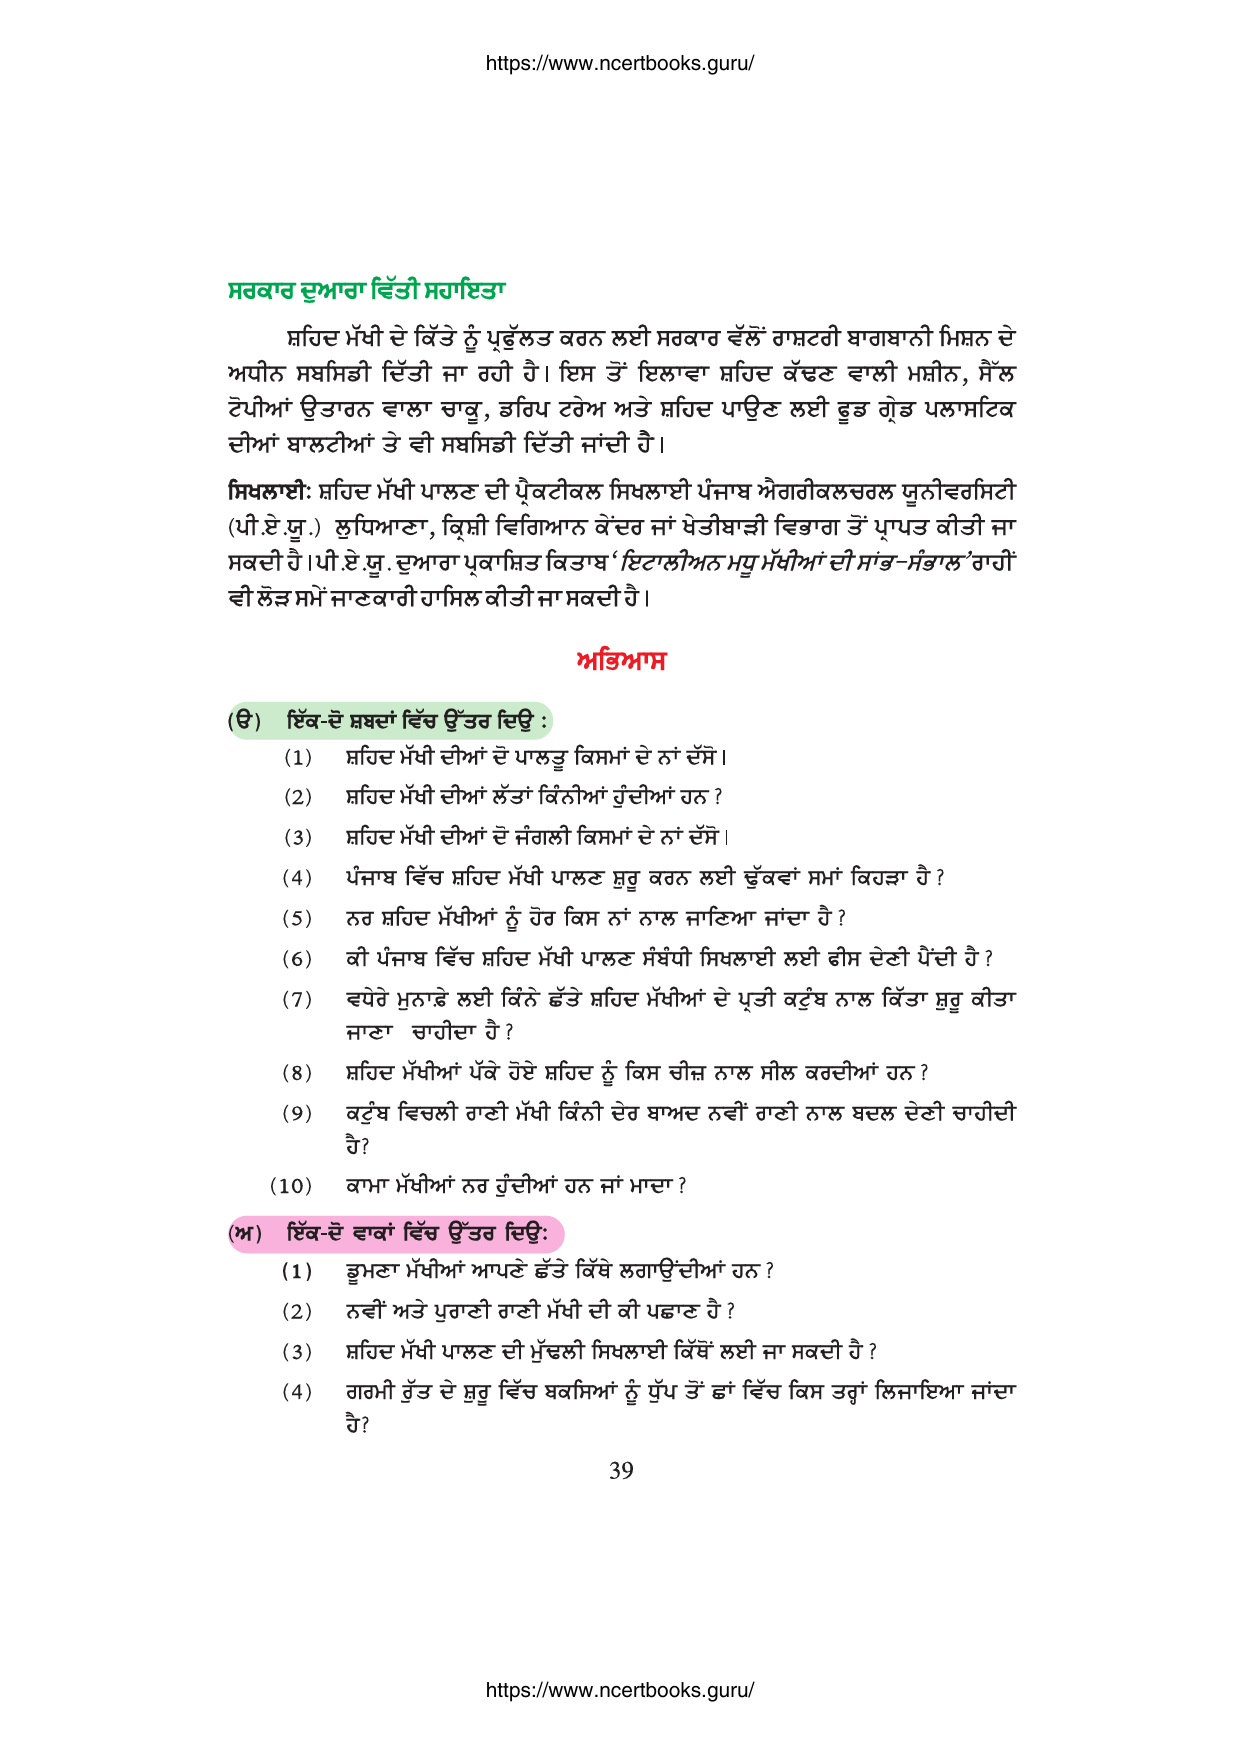 https://www.ncertbooks.guru/
ਸਰਕਾਰ ਦੁਆਰਾ ਵਿੱਤੀ ਸਹਾਇਤਾ
ਸ਼ਹਿਦ ਮੱਖੀ ਦੇ ਕਿੱਤੇ ਨੂੰ ਪ੍ਰਫੁੱਲਤ ਕਰਨ ਲਈ ਸਰਕਾਰ ਵੱਲੋਂ ਰਾਸ਼ਟਰੀ ਬਾਗਬਾਨੀ ਮਿਸ਼ਨ ਦੇ
ਅਧੀਨ ਸਬਸਿਡੀ ਦਿੱਤੀ ਜਾ ਰਹੀ ਹੈ। ਇਸ ਤੋਂ ਇਲਾਵਾ ਸ਼ਹਿਦ ਕੱਢਣ ਵਾਲੀ ਮਸ਼ੀਨ, ਸੈੱਲ
ਟੋਪੀਆਂ ਉਤਾਰਨ ਵਾਲਾ ਚਾਕੂ, ਡਰਿਪ ਟਰੇਅ ਅਤੇ ਸ਼ਹਿਦ ਪਾਉਣ ਲਈ ਫੂਡ ਗ੍ਰੇਡ ਪਲਾਸਟਿਕ
ਦੀਆਂ ਬਾਲਟੀਆਂ ਤੇ ਵੀ ਸਬਸਿਡੀ ਦਿੱਤੀ ਜਾਂਦੀ ਹੈ।
ਸਿਖਲਾਈ: ਸ਼ਹਿਦ ਮੱਖੀ ਪਾਲਣ ਦੀ ਪ੍ਰੈਕਟੀਕਲ ਸਿਖਲਾਈ ਪੰਜਾਬ ਐਗਰੀਕਲਚਰਲ ਯੂਨੀਵਰਸਿਟੀ
(ਪੀ.ਏ.ਯੂ.) ਲੁਧਿਆਣਾ, ਕ੍ਰਿਸ਼ੀ ਵਿਗਿਆਨ ਕੇਂਦਰ ਜਾਂ ਖੇਤੀਬਾੜੀ ਵਿਭਾਗ ਤੋਂ ਪ੍ਰਾਪਤ ਕੀਤੀ ਜਾ
ਸਕਦੀ ਹੈ। ਪੀ.ਏ.ਯੂ. ਦੁਆਰਾ ਪ੍ਰਕਾਸ਼ਿਤ ਕਿਤਾਬ ‘ਇਟਾਲੀਅਨ ਮਧੂ ਮੱਖੀਆਂ ਦੀ ਸਾਂਭ-ਸੰਭਾਲ’ ਰਾਹੀਂ
ਵੀ ਲੋੜ ਸਮੇਂ ਜਾਣਕਾਰੀ ਹਾਸਿਲ ਕੀਤੀ ਜਾ ਸਕਦੀ ਹੈ।
ਅਭਿਆਸ
(ੳ) ਇੱਕ-ਦੋ ਸ਼ਬਦਾਂ ਵਿੱਚ ਉੱਤਰ ਦਿਉ :
(1) ਸ਼ਹਿਦ ਮੱਖੀ ਦੀਆਂ ਦੋ ਪਾਲਤੂ ਕਿਸਮਾਂ ਦੇ ਨਾਂ ਦੱਸੋ।
(2) ਸ਼ਹਿਦ ਮੱਖੀ ਦੀਆਂ ਲੱਤਾਂ ਕਿੰਨੀਆਂ ਹੁੰਦੀਆਂ ਹਨ ?
(3) ਸ਼ਹਿਦ ਮੱਖੀ ਦੀਆਂ ਦੋ ਜੰਗਲੀ ਕਿਸਮਾਂ ਦੇ ਨਾਂ ਦੱਸੋ।
(4) ਪੰਜਾਬ ਵਿੱਚ ਸ਼ਹਿਦ ਮੱਖੀ ਪਾਲਣ ਸ਼ੁਰੂ ਕਰਨ ਲਈ ਢੁੱਕਵਾਂ ਸਮਾਂ ਕਿਹੜਾ ਹੈ ?
(5) ਨਰ ਸ਼ਹਿਦ ਮੱਖੀਆਂ ਨੂੰ ਹੋਰ ਕਿਸ ਨਾਂ ਨਾਲ ਜਾਣਿਆ ਜਾਂਦਾ ਹੈ ?
(6) ਕੀ ਪੰਜਾਬ ਵਿੱਚ ਸ਼ਹਿਦ ਮੱਖੀ ਪਾਲਣ ਸੰਬੰਧੀ ਸਿਖਲਾਈ ਲਈ ਫੀਸ ਦੇਣੀ ਪੈਂਦੀ ਹੈ ?
(7) ਵਧੇਰੇ ਮੁਨਾਫ਼ੇ ਲਈ ਕਿੰਨੇ ਛੱਤੇ ਸ਼ਹਿਦ ਮੱਖੀਆਂ ਦੇ ਪ੍ਰਤੀ ਕਟੁੰਬ ਨਾਲ ਕਿੱਤਾ ਸ਼ੁਰੂ ਕੀਤਾ
ਜਾਣਾ ਚਾਹੀਦਾ ਹੈ ?
(8) ਸ਼ਹਿਦ ਮੱਖੀਆਂ ਪੱਕੇ ਹੋਏ ਸ਼ਹਿਦ ਨੂੰ ਕਿਸ ਚੀਜ਼ ਨਾਲ ਸੀਲ ਕਰਦੀਆਂ ਹਨ ?
(9) ਕਟੁੰਬ ਵਿਚਲੀ ਰਾਣੀ ਮੱਖੀ ਕਿੰਨੀ ਦੇਰ ਬਾਅਦ ਨਵੀਂ ਰਾਣੀ ਨਾਲ ਬਦਲ ਦੇਣੀ ਚਾਹੀਦੀ
ਹੈ?
(10) ਕਾਮਾ ਮੱਖੀਆਂ ਨਰ ਹੁੰਦੀਆਂ ਹਨ ਜਾਂ ਮਾਦਾ ?
(ਅ) ਇੱਕ-ਦੋ ਵਾਕਾਂ ਵਿੱਚ ਉੱਤਰ ਦਿਉ:
(1) ਡੂਮਣਾ ਮੱਖੀਆਂ ਆਪਣੇ ਛੱਤੇ ਕਿੱਥੇ ਲਗਾਉਂਦੀਆਂ ਹਨ ?
(2) ਨਵੀਂ ਅਤੇ ਪੁਰਾਣੀ ਰਾਣੀ ਮੱਖੀ ਦੀ ਕੀ ਪਛਾਣ ਹੈ ?
(3) ਸ਼ਹਿਦ ਮੱਖੀ ਪਾਲਣ ਦੀ ਮੁੱਢਲੀ ਸਿਖਲਾਈ ਕਿੱਥੋਂ ਲਈ ਜਾ ਸਕਦੀ ਹੈ ?
(4) ਗਰਮੀ ਰੁੱਤ ਦੇ ਸ਼ੁਰੂ ਵਿੱਚ ਬਕਸਿਆਂ ਨੂੰ ਧੁੱਪ ਤੋਂ ਛਾਂ ਵਿੱਚ ਕਿਸ ਤਰ੍ਹਾਂ ਲਿਜਾਇਆ ਜਾਂਦਾ
ਹੈ?
39
https://www.ncertbooks.guru/